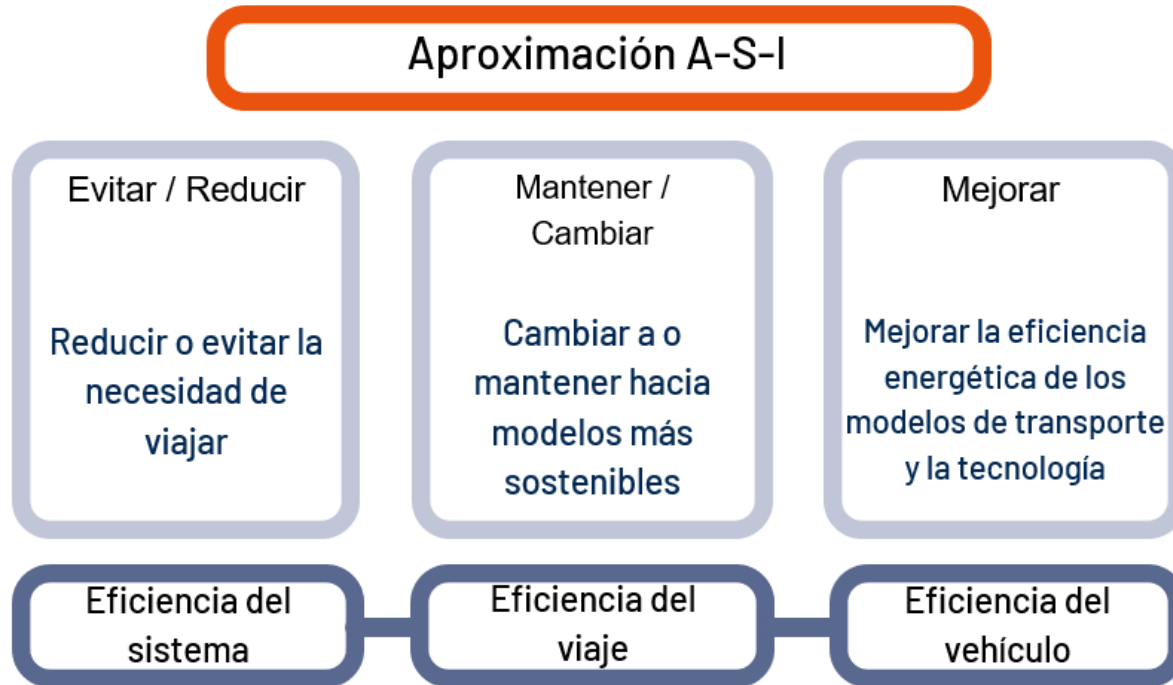 Aproximación A-S-I
Evitar / Reducir
Reducir o evitar la
necesidad de
viajar
Mantener /
Cambiar
Cambiar a o
mantener hacia
modelos más
sostenibles
Mejorar
Mejorar la eficiencia
energética de los
modelos de transporte
y la tecnología
Eficiencia del
sistema
Eficiencia del
viaje
Eficiencia del
vehículo